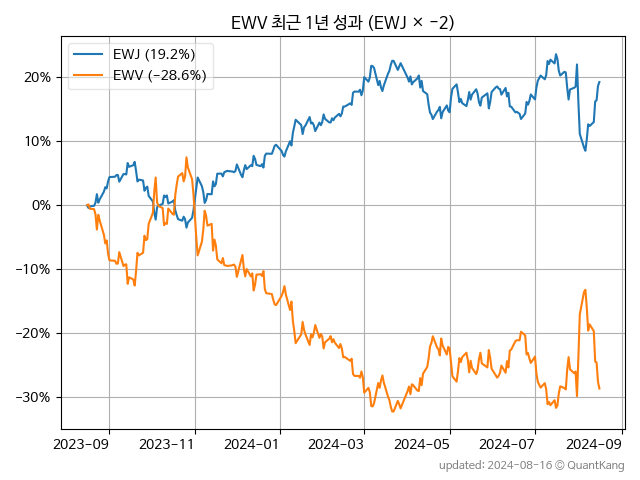 EWV 최근 1년 성과 (EWJ × −2)
EWJ (19.2%)
EWV (−28.6%)
20%
10%
0%
−10%
−20%
−30%
2023-09 2023-11 2024-01 2024-03 2024-05 2024-07 2024-09
updated: 2024-08-16 © QuantKang